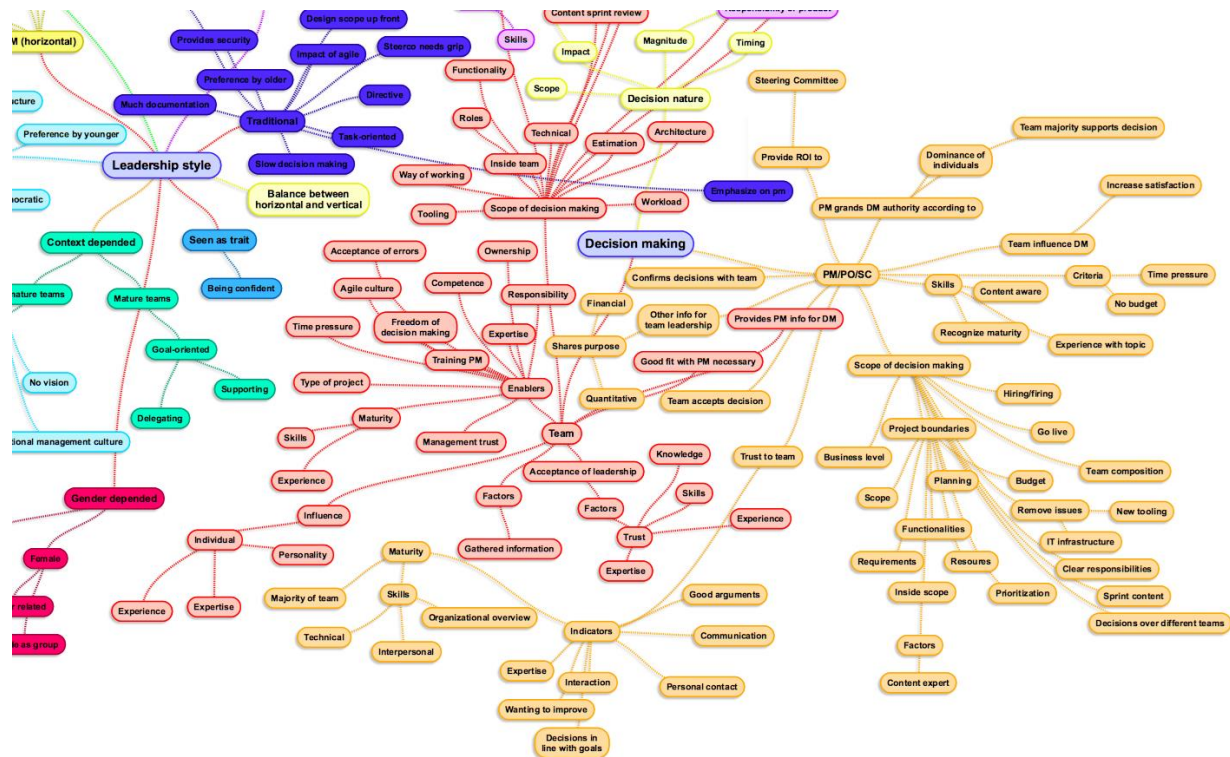 Content sprint review
Design scope up front
Skills
M (horizontal)
Provides security
Impact of agile
Steerco needs grip
Impact
Magnitude
Timing
Functionality
Preference by older
Steering Committee
Scope
Decision nature
Directive
Much documentation
cture
Traditional
Roles
Technical
Architecture
Team majority supports decision
Preference by younger
Task-oriented
Estimation
Inside team
Provide ROI to
Dominance of
individuals
Leadership style
Slow decision making
Way of working
Emphasize on pm
Increase satisfaction
Balance between
horizontal and vertical
ocratic
Tooling
Scope of decision making
Workload
PM grands DM authority according to
Context depended
Seen as trait
Acceptance of errors
Ownership
Decision making
Team influence DM
Confirms decisions with team
PM/PO/SC
Criteria
Time pressure
Being confident
Agile culture
Competence
Skills
Content aware
mature teams
Mature teams
Responsibility
Financial
No budget
Time pressure
Freedom of
decision making
Expertise
Other info for
team leadership
Provides PM info for DM
Recognize maturity
Experience with topic
Goal-oriented
Training PM
Shares purpose
Good fit with PM necessary
Scope of decision making
No vision
Supporting
Type of project
Enablers
Quantitative
Team accepts decision
Hiring/firing
Delegating
Maturity
Project boundaries
Go live
tional management culture
Skills
Management trust
Team
Knowledge
Trust to team
Business level
Team composition
Experience
Acceptance of leadership
Planning
Budget
Gender depended
Factors
Factors
Skills
Scope
Remove issues
New tooling
Influence
Experience
Functionalities
Individual
Trust
IT infrastructure
Personality
Gathered information
Maturity
Requirements
Resoures
Clear responsibilities
Female
Expertise
Majority of team
Skills
Good arguments
Inside scope
Prioritization
Sprint content
r related
Experience
Expertise
Organizational overview
Technical
Indicators
Communication
Decisions over different teams
le as group
Interpersonal
Factors
Expertise
Interaction
Personal contact
Content expert
Wanting to improve
Decisions in
line with goals